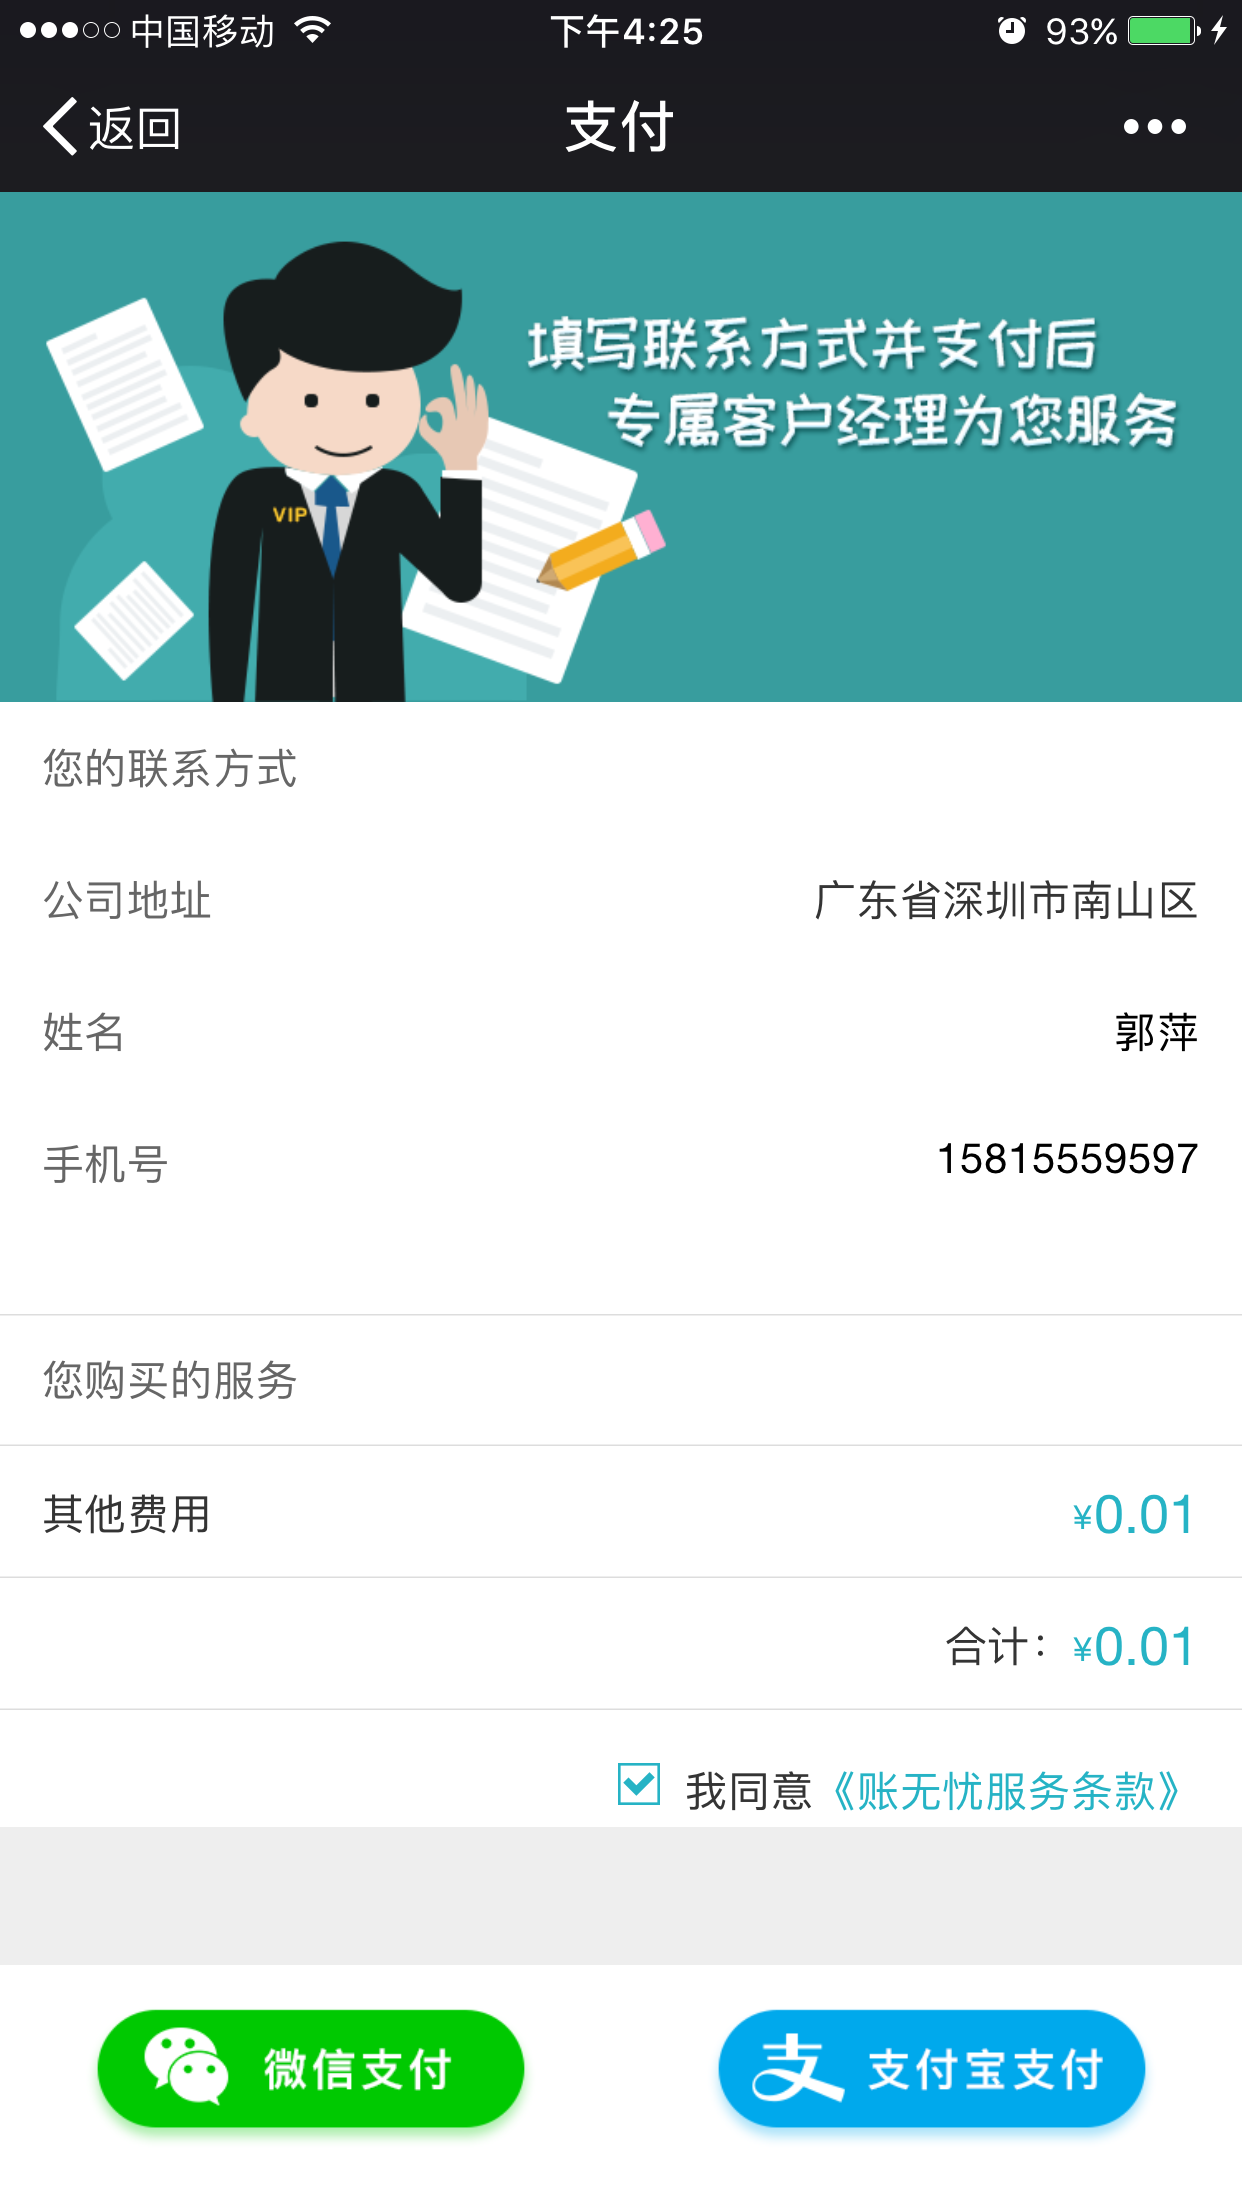 中国移动
下午4:25
93%
返回
支付
填写联系方式并支付后
专属客户经理为您服务
VIP
您的联系方式
公司地址
广东省深圳市南山区
姓名
郭萍
手机号
15815559597
您购买的服务
其他费用
¥0.01
合计：¥0.01
我同意《账无忧服务条款》
微信支付
支 支付宝支付